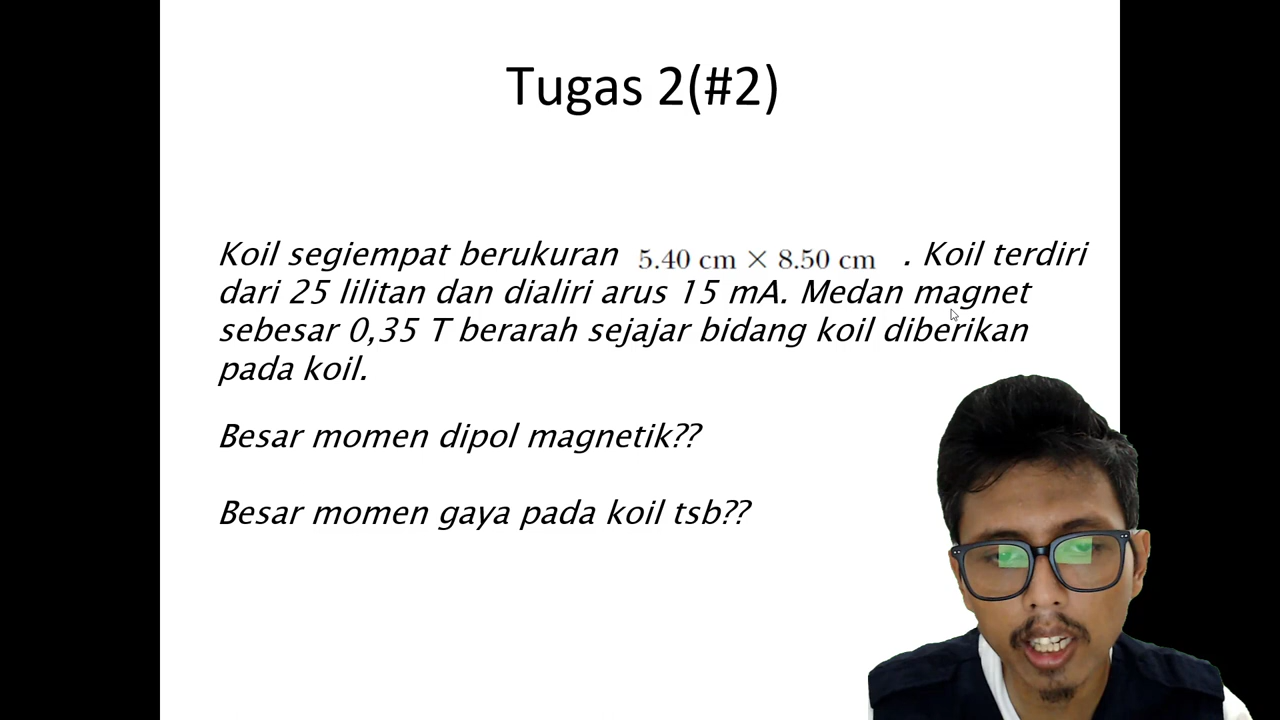 Tugas 2(#2)
Koil segiempat berukuran 5.40 cm × 8.50 cm . Koil terdiri
dari 25 lilitan dan dialiri arus 15 mA. Medan magnet
sebesar 0,35 T berarah sejajar bidang koil diberikan
pada koil.
Besar momen dipol magnetik??
Besar momen gaya pada koil tsb??